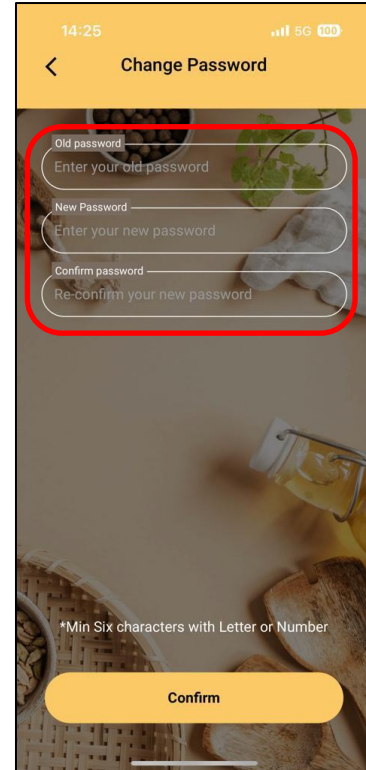 14:25
5G 100
Change Password
Old password
Enter your old password
New Password
Enter your new password
Confirm password
Re-confirm your new password
*Min Six characters with Letter or Number
Confirm